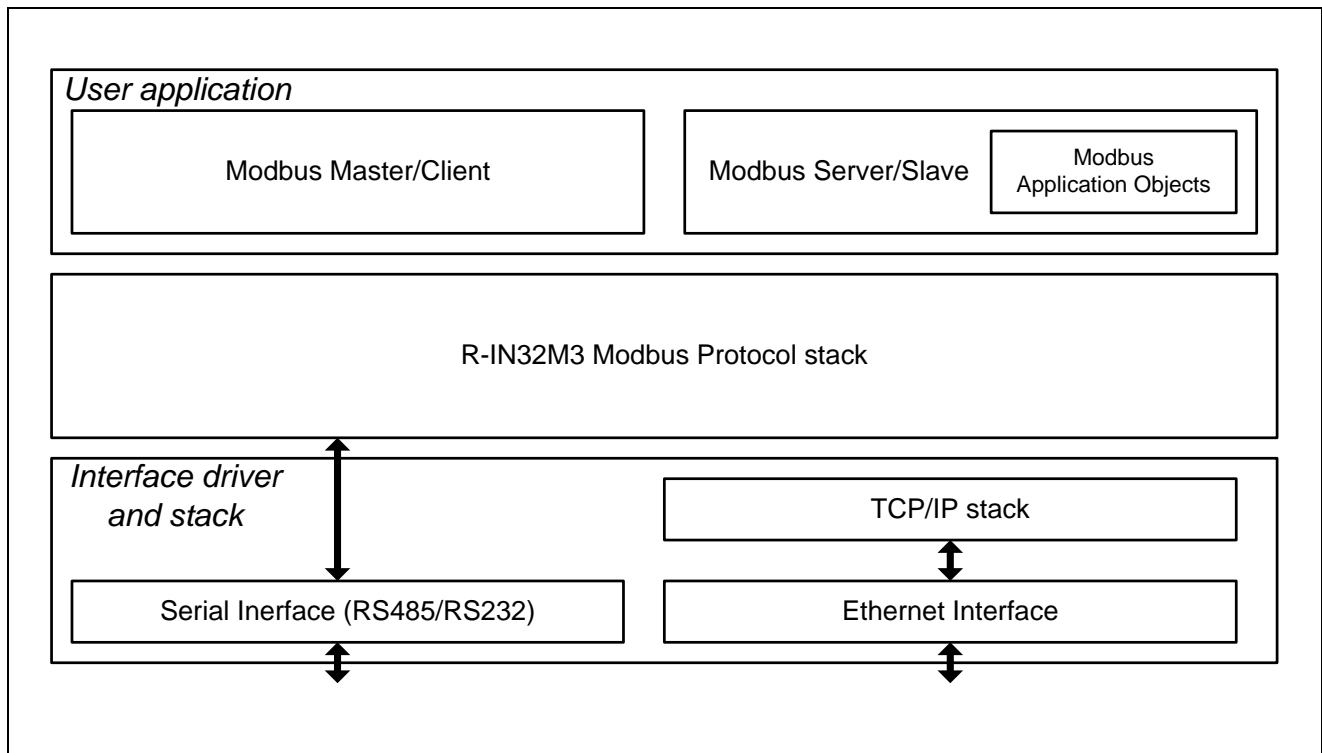 User application
Modbus Master/Client
Modbus Server/Slave
Modbus
Application Objects
R-IN32M3 Modbus Protocol stack
Interface driver
and stack
TCP/IP stack
Serial Inerface (RS485/RS232)
Ethernet Interface